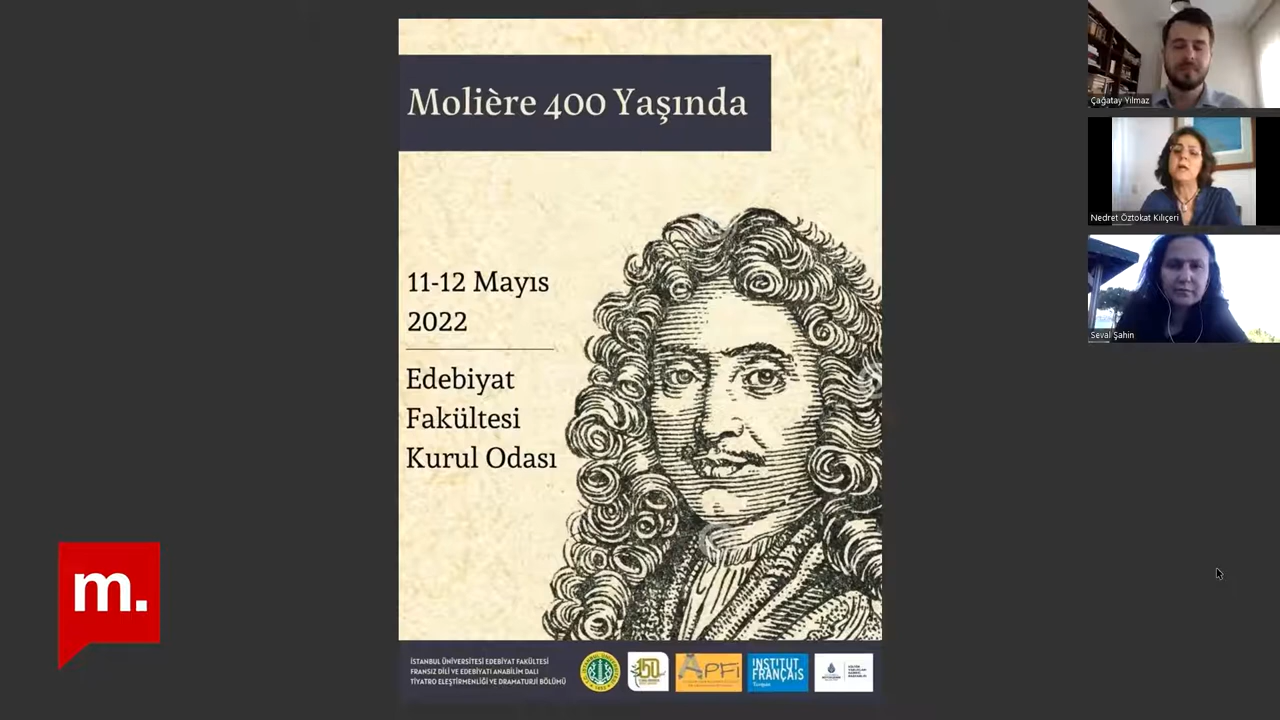 Molière 400 Yaşında
11-12 Mayıs
2022
Edebiyat
Fakültesi
Kurul Odası
İSTANBUL ÜNİVERSİTESİ EDEBİYAT FAKÜLTESİ
FRANSIZ DİLİ VE EDEBİYATI ANABİLİM DALI
TİYATRO ELEŞTİRMENLİĞİ VE DRAMATURJİ BÖLÜMÜ
150
APFİ
INSTITUT
FRANÇAIS
m.
Çağatay Yılmaz
Nedret Öztokat Kılıçeri
Seval Şahin